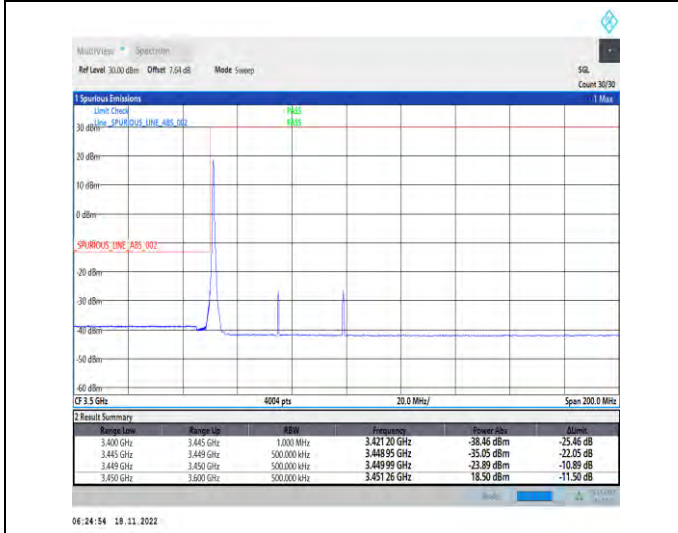 MultiView Spectrum
Ref Level 30.00 dBm Offset 7.64 dB Mode Sweep SGL
Count 30/30
1 Spurious Emissions 1 Max
Limit Check PASS
Line _SPURIOUS_LINE_ABS_002 PASS
30 dBm
20 dBm
10 dBm
0 dBm
_SPURIOUS_LINE_ABS_002
-20 dBm
-30 dBm
-40 dBm
-50 dBm
-60 dBm
CF 3.5 GHz 4004 pts 20.0 MHz/ Span 200.0 MHz
2 Result Summary
Range Low Range Up RBW Frequency Power Abs ΔLimit
3.400 GHz 3.445 GHz 1.000 MHz 3.421 20 GHz -38.46 dBm -25.46 dB
3.445 GHz 3.449 GHz 500.000 kHz 3.448 95 GHz -35.05 dBm -22.05 dB
3.449 GHz 3.450 GHz 500.000 kHz 3.449 99 GHz -23.89 dBm -10.89 dB
3.450 GHz 3.600 GHz 500.000 kHz 3.451 26 GHz 18.50 dBm -11.50 dB
Ready
06:24:54 18.11.2022